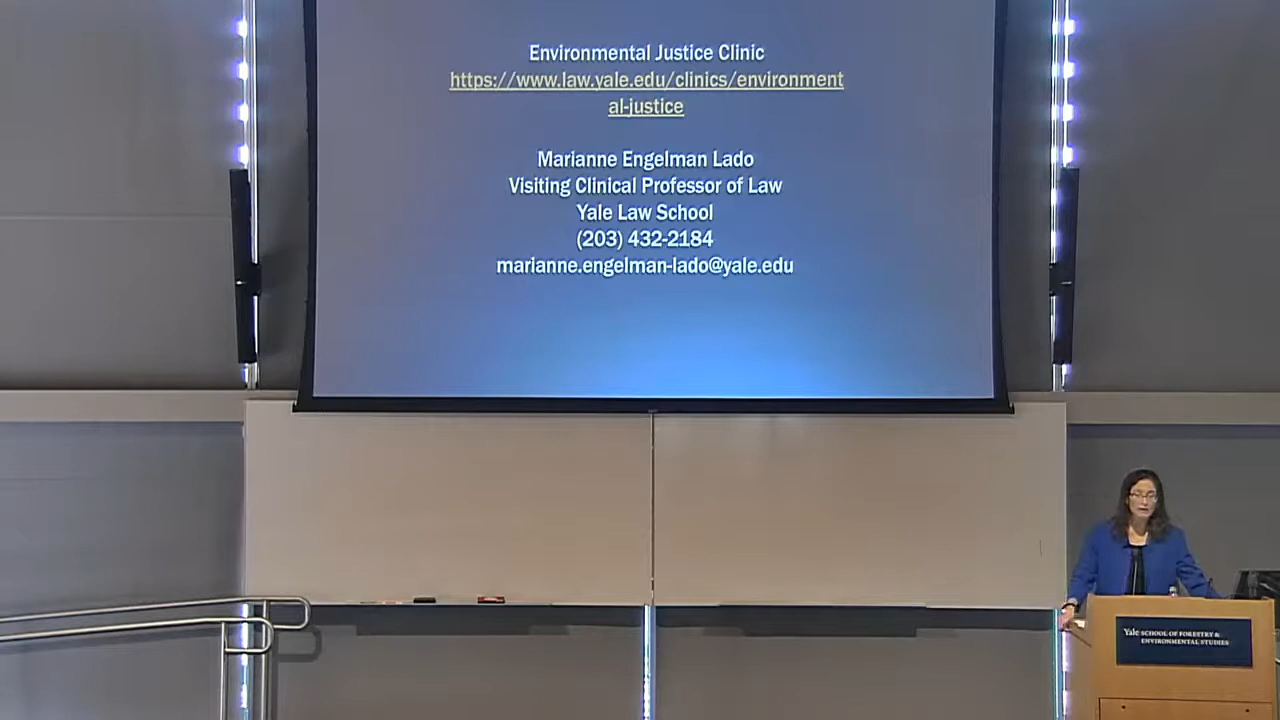 Environmental Justice Clinic
https://www.law.yale.edu/clinics/environment
al-justice
Marianne Engelman Lado
Visiting Clinical Professor of Law
Yale Law School
(203) 432-2184
marianne.engelman-lado@yale.edu
Yale SCHOOL OF FORESTRY &
ENVIRONMENTAL STUDIES